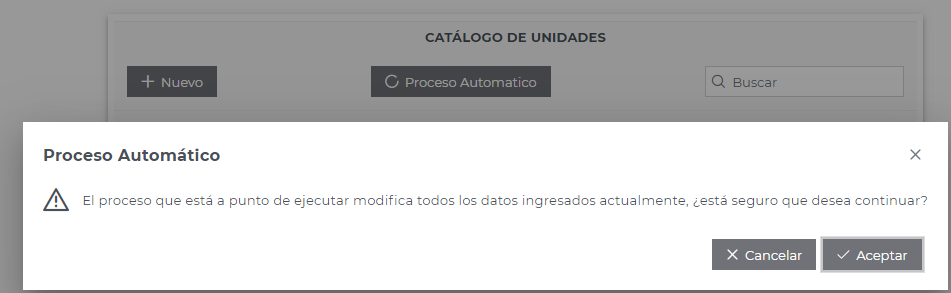 CATÁLOGO DE UNIDADES
Nuevo
Proceso Automatico
Buscar
Proceso Automático
El proceso que está a punto de ejecutar modifica todos los datos ingresados actualmente, ¿está seguro que desea continuar?
Cancelar
Aceptar